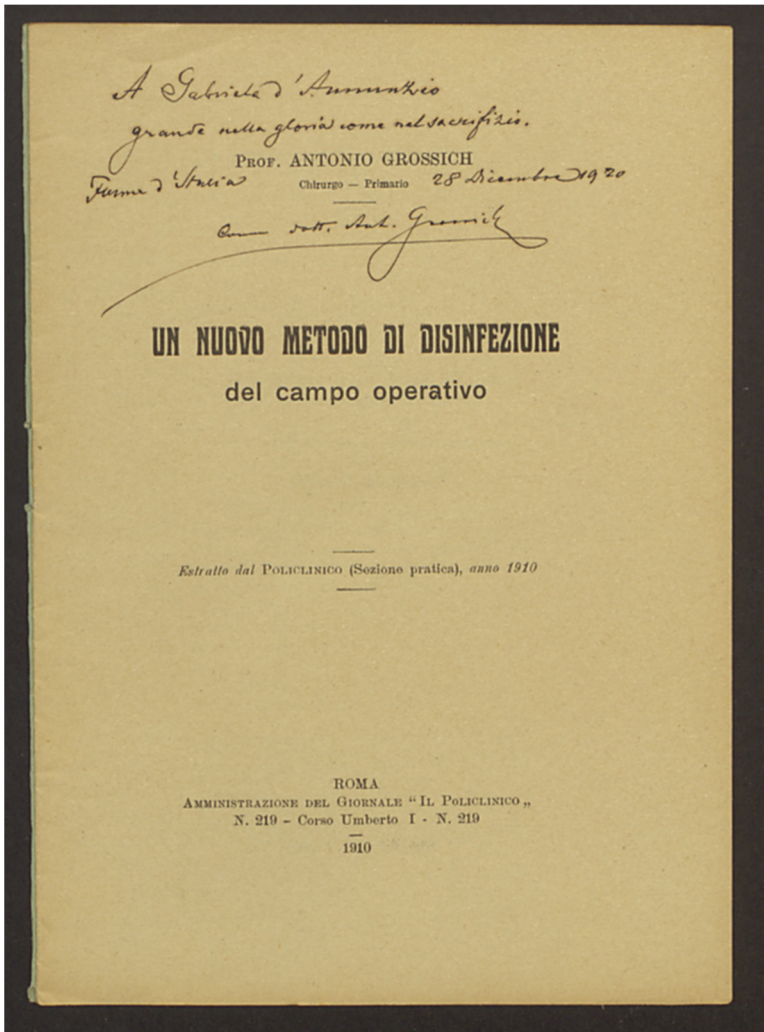 A Gabriele d'Annunzio
grande nella gloria come nel sacrifizio.
PROF. ANTONIO GROSSICH
Fiume d'Italia Chirurgo — Primario 28 Dicembre 1920
dott. Ant. Grossich
UN NUOVO METODO DI DISINFEZIONE
del campo operativo
Estratto dal POLICLINICO (Sezione pratica), anno 1910
ROMA
AMMINISTRAZIONE DEL GIORNALE “ IL POLICLINICO „
N. 219 – Corso Umberto I - N. 219
1910